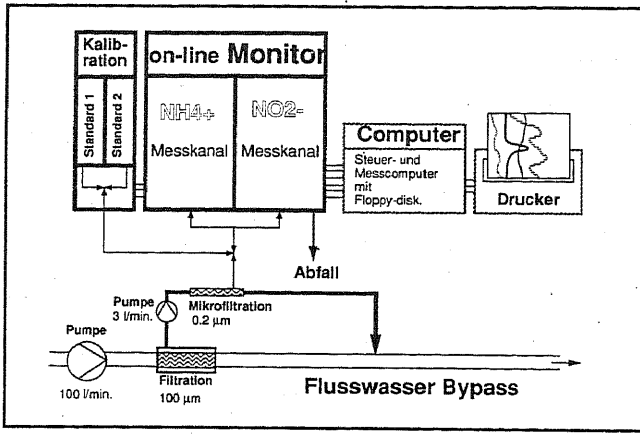 Kalib-
ration
on-line Monitor
Standard 1
Standard 2
NH4+
Messkanal
NO2-
Messkanal
Computer
Steuer- und
Messcomputer
mit
Floppy-disk.
Drucker
Abfall
Pumpe
3 l/min.
Mikrofiltration
0.2 µm
Pumpe
100 l/min.
Filtration
100 µm
Flusswasser Bypass